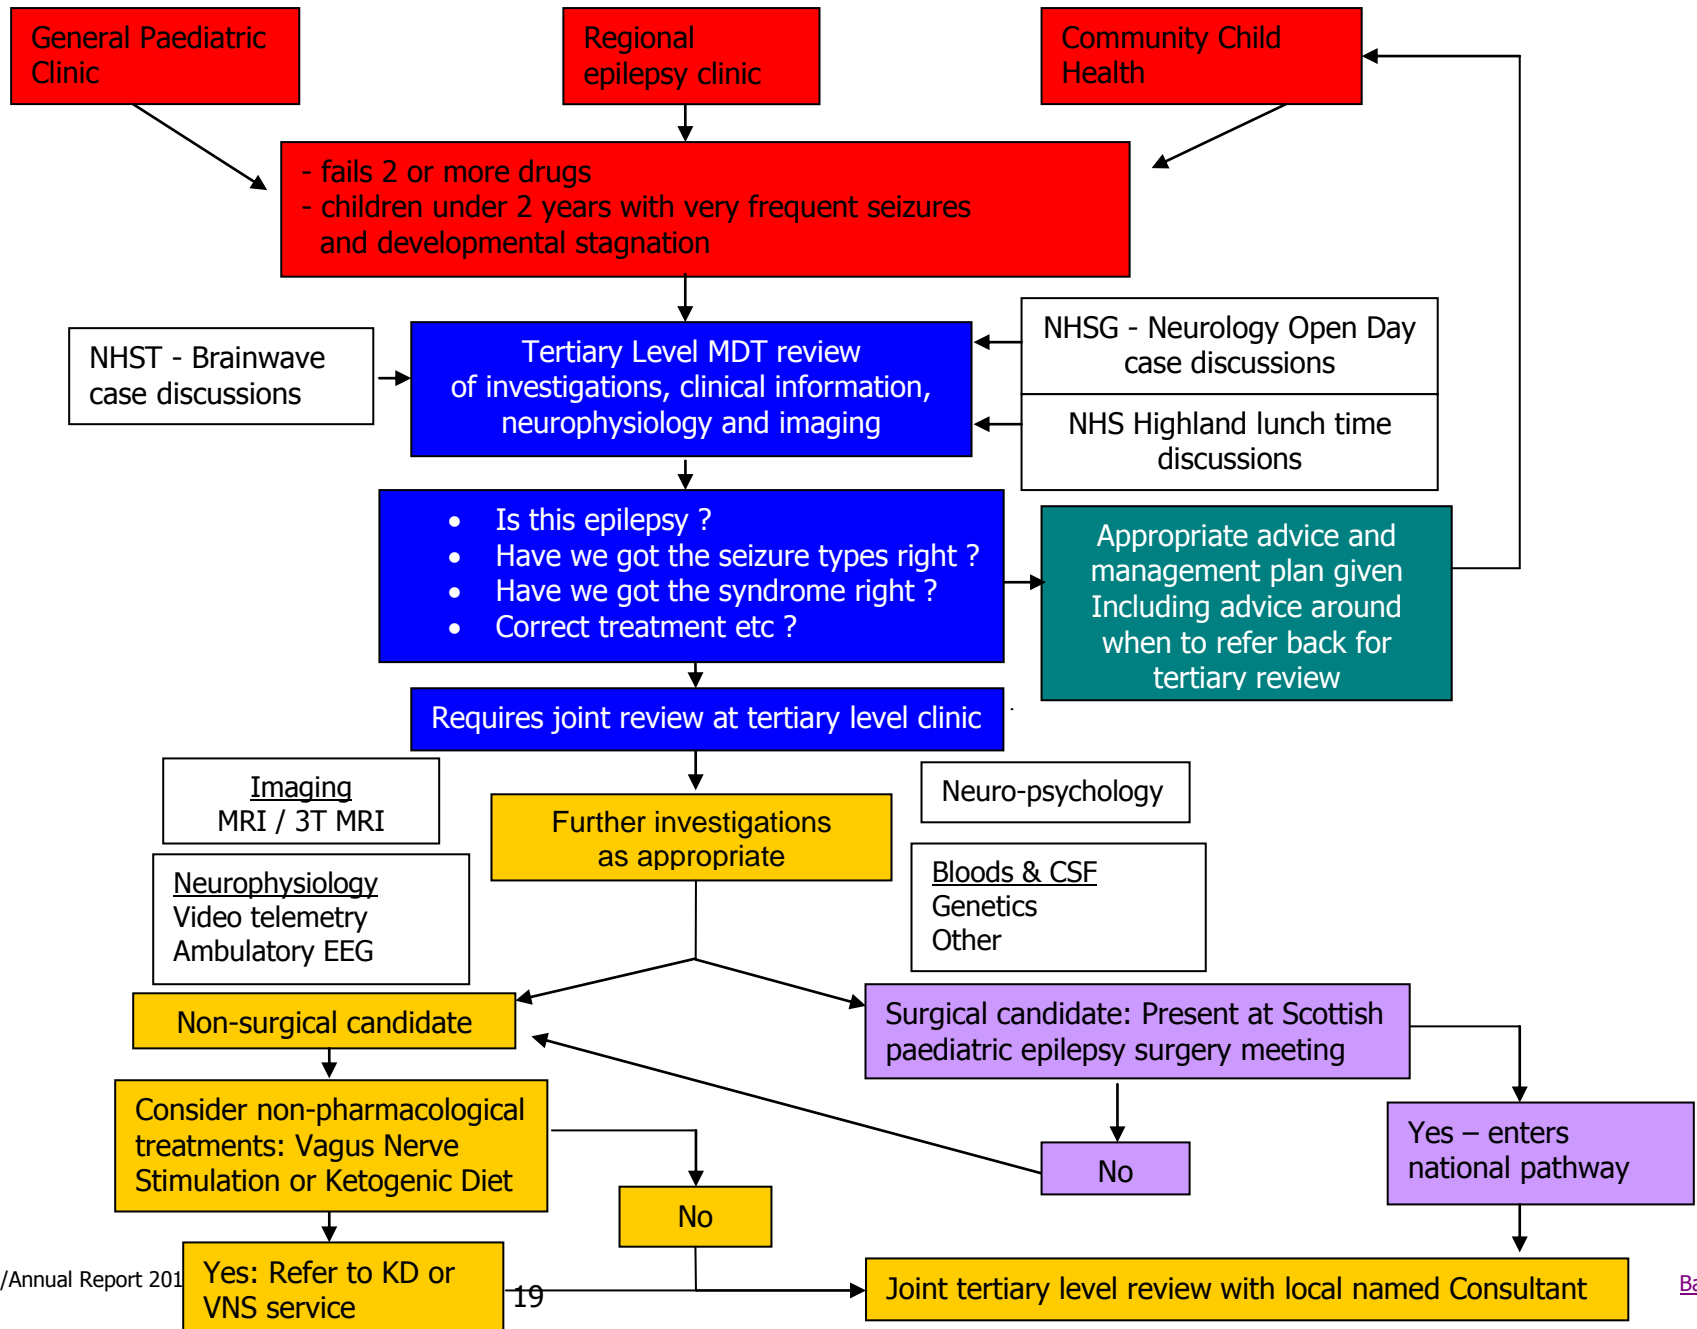 General Paediatric
Clinic
Regional
epilepsy clinic
Community Child
Health
- fails 2 or more drugs
- children under 2 years with very frequent seizures
and developmental stagnation
NHST - Brainwave
case discussions
Tertiary Level MDT review
of investigations, clinical information,
neurophysiology and imaging
NHSG - Neurology Open Day
case discussions
NHS Highland lunch time
discussions
• Is this epilepsy ?
• Have we got the seizure types right ?
• Have we got the syndrome right ?
• Correct treatment etc ?
Appropriate advice and
management plan given
Including advice around
when to refer back for
tertiary review
Requires joint review at tertiary level clinic
.
Imaging
MRI / 3T MRI
Neurophysiology
Video telemetry
Ambulatory EEG
Further investigations
as appropriate
Neuro-psychology
Bloods & CSF
Genetics
Other
Non-surgical candidate
Surgical candidate: Present at Scottish
paediatric epilepsy surgery meeting
Consider non-pharmacological
treatments: Vagus Nerve
Stimulation or Ketogenic Diet
No
No
Yes – enters
national pathway
Yes: Refer to KD or
VNS service
Joint tertiary level review with local named Consultant
/Annual Report 201
19
Ba